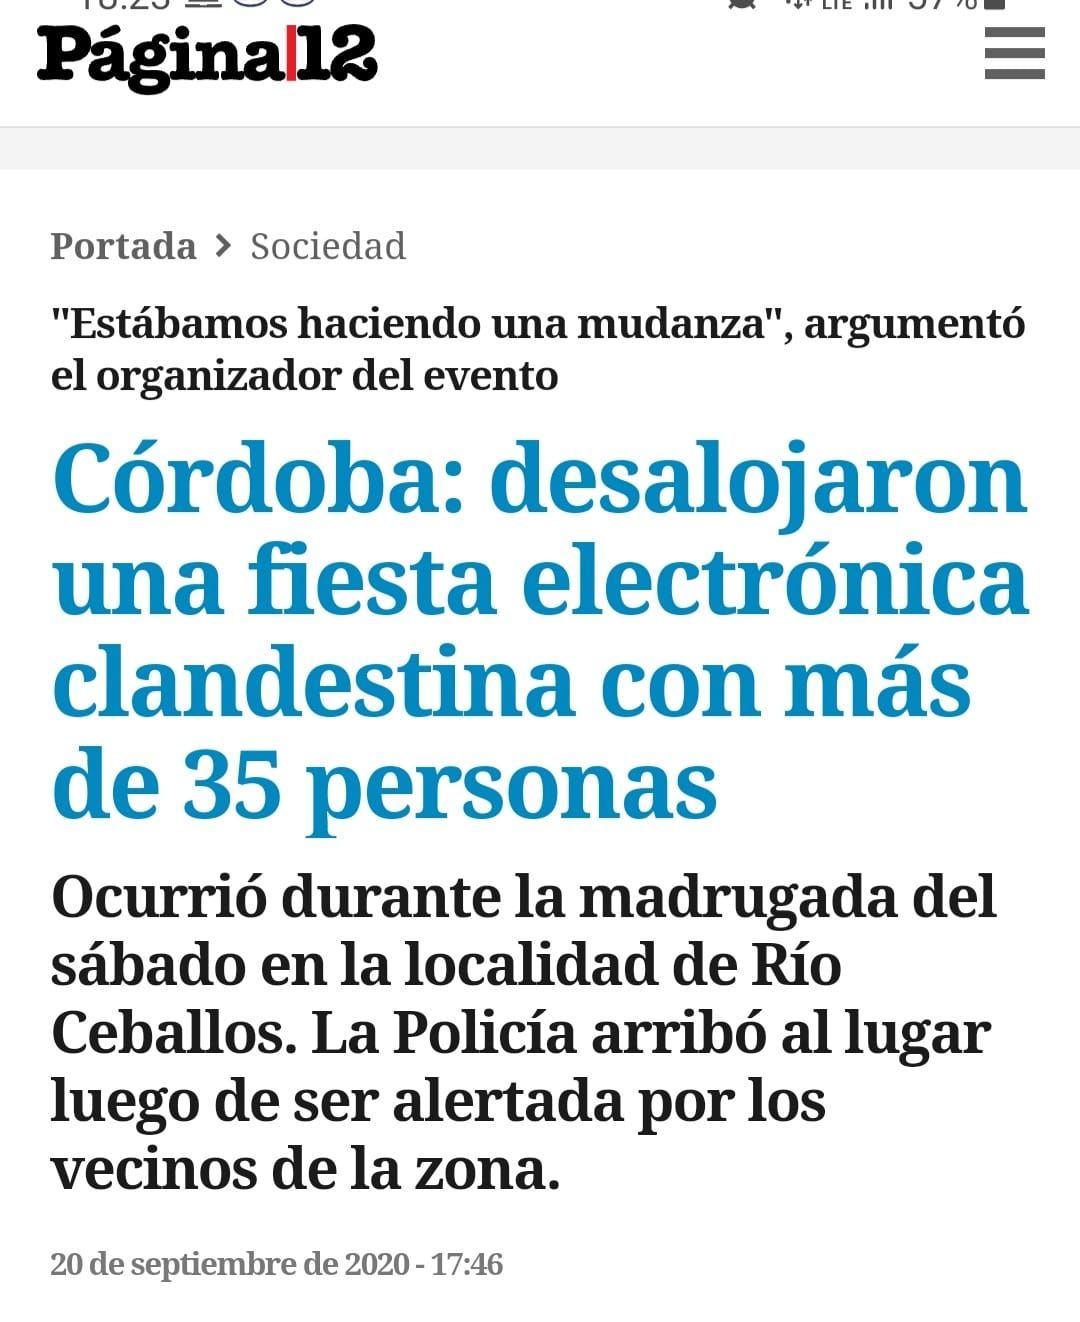 Página|12
Portada > Sociedad
"Estábamos haciendo una mudanza", argumentó
el organizador del evento
Córdoba: desalojaron
una fiesta electrónica
clandestina con más
de 35 personas
Ocurrió durante la madrugada del
sábado en la localidad de Río
Ceballos. La Policía arribó al lugar
luego de ser alertada por los
vecinos de la zona.
20 de septiembre de 2020 - 17:46